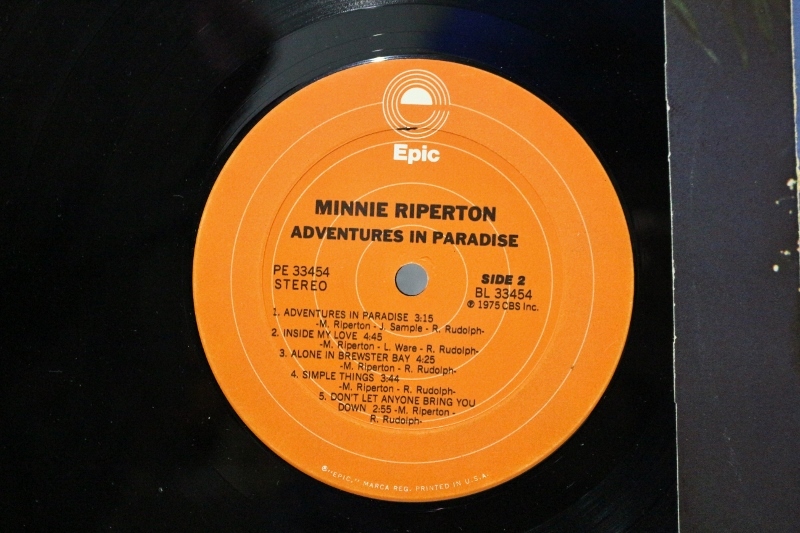 Epic
MINNIE RIPERTON
ADVENTURES IN PARADISE
PE 33454
STEREO
SIDE 2
BL 33454
℗ 1975 CBS Inc.
1. ADVENTURES IN PARADISE 3:15
-M. Riperton - J. Sample - R. Rudolph-
2. INSIDE MY LOVE 4:45
-M. Riperton - L. Ware - R. Rudolph-
3. ALONE IN BREWSTER BAY 4:25
-M. Riperton - R. Rudolph-
4. SIMPLE THINGS 3:44
-M. Riperton - R. Rudolph-
5. DON'T LET ANYONE BRING YOU
DOWN 2:55 -M. Riperton -
R. Rudolph-
®-"EPIC," MARCA REG. PRINTED IN U.S.A.